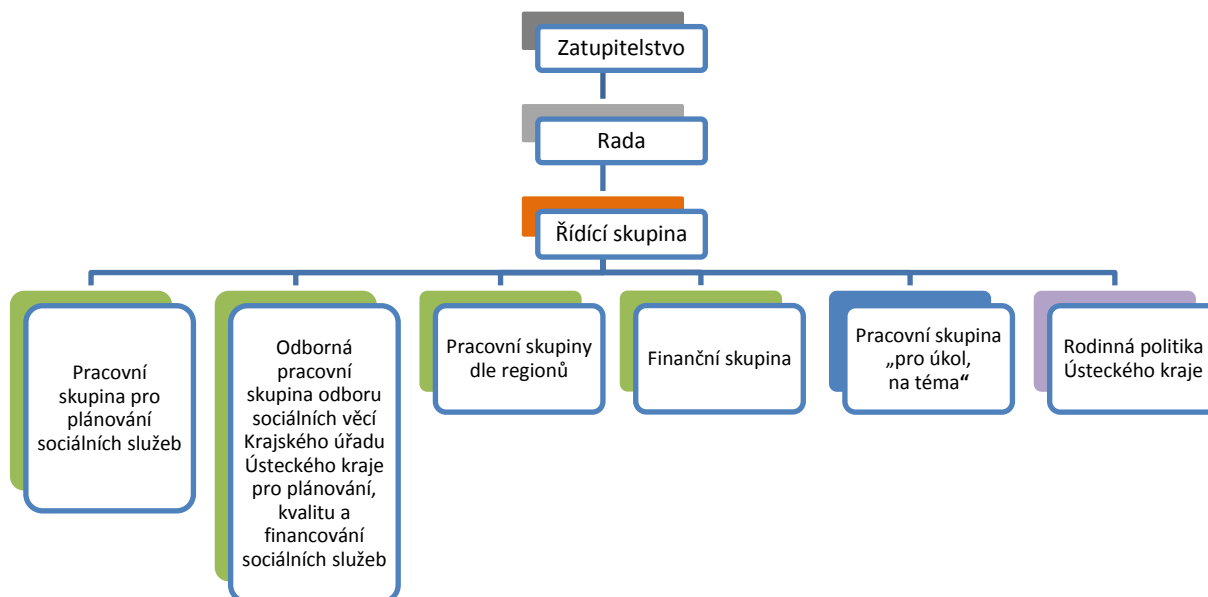 Zatupitelstvo
Rada
Řídící skupina
Pracovní
skupina pro
plánování
sociálních služeb
Odborná
pracovní
skupina odboru
sociálních věcí
Krajského úřadu
Ústeckého kraje
pro plánování,
kvalitu a
financování
sociálních služeb
Pracovní skupiny
dle regionů
Finanční skupina
Pracovní skupina
„pro úkol,
na téma“
Rodinná politika
Ústeckého kraje